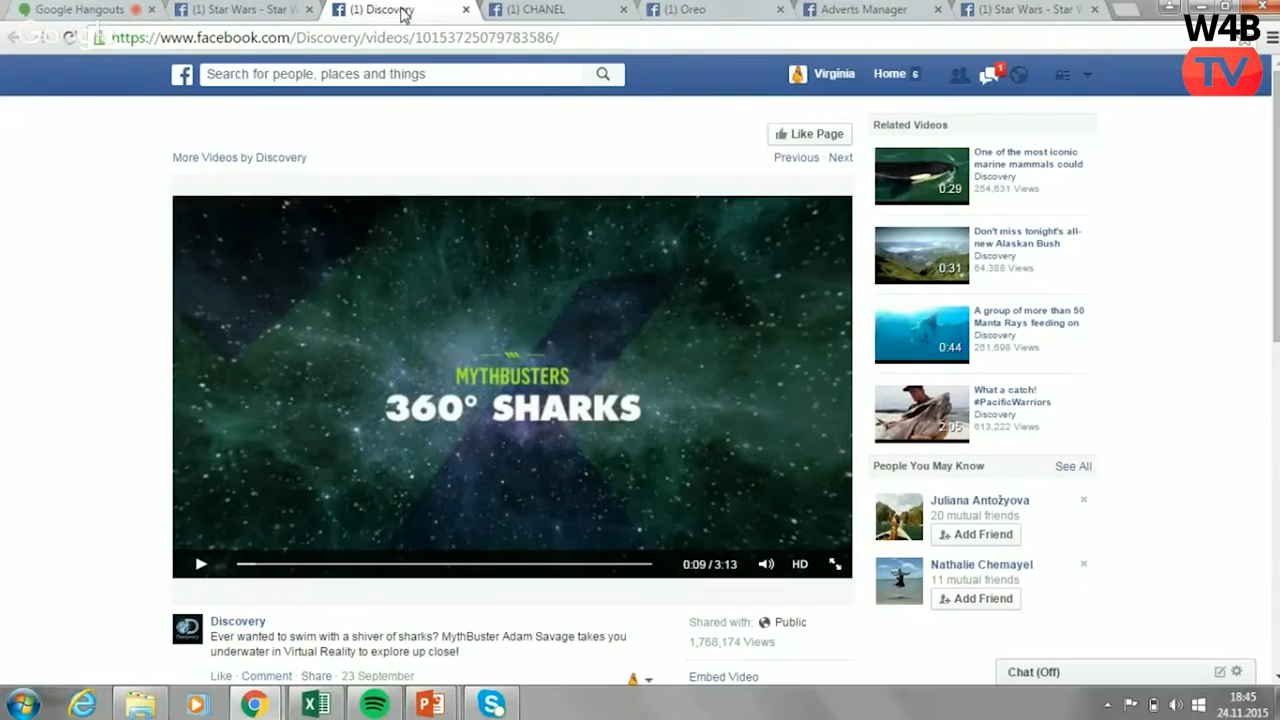 Google Hangouts
(1) Star Wars - Star W
(1) Discovery
(1) CHANEL
(1) Oreo
Adverts Manager
(1) Star Wars - Star W
W4B
TV
https://www.facebook.com/Discovery/videos/10153725079783586/
Search for people, places and things
Virginia
Home 6
1
Like Page
More Videos by Discovery
Previous · Next
MYTHBUSTERS
360° SHARKS
0:09 / 3:13
HD
Discovery
Ever wanted to swim with a shiver of sharks? MythBuster Adam Savage takes you
underwater in Virtual Reality to explore up close!
Like · Comment · Share · 23 September
Shared with: Public
1,768,174 Views
Embed Video
Related Videos
0:29
One of the most iconic
marine mammals could
Discovery
254,831 Views
0:31
Don't miss tonight's all-
new Alaskan Bush
Discovery
64,388 Views
0:44
A group of more than 50
Manta Rays feeding on
Discovery
261,698 Views
2:05
What a catch!
#PacificWarriors
Discovery
613,222 Views
People You May Know
See All
Juliana Antožyova
20 mutual friends
Add Friend
Nathalie Chemayel
11 mutual friends
Add Friend
Chat (Off)
18:45
24.11.2015